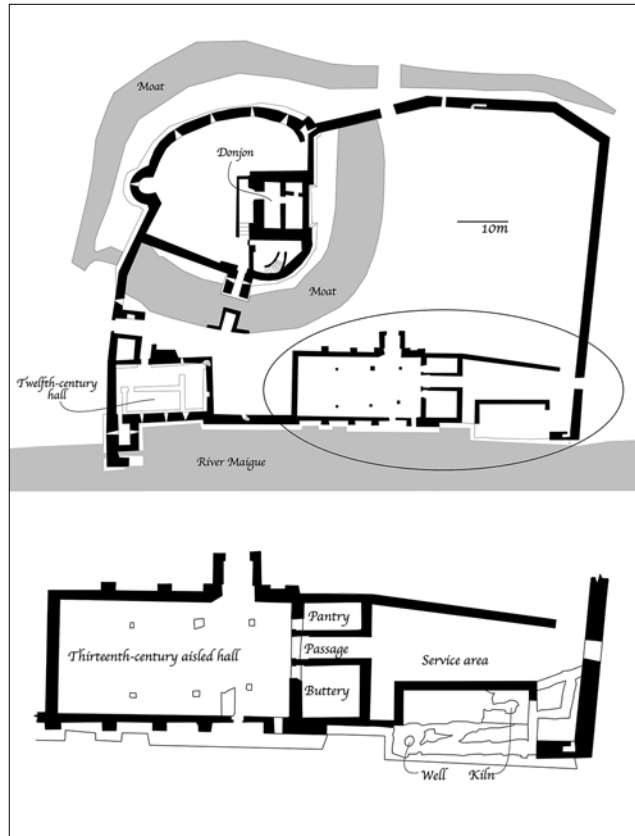 Moat
Donjon
10m
Moat
Twelfth-century
hall
River Maigue
Pantry
Thirteenth-century aisled hall
Passage
Service area
Buttery
Well
Kiln